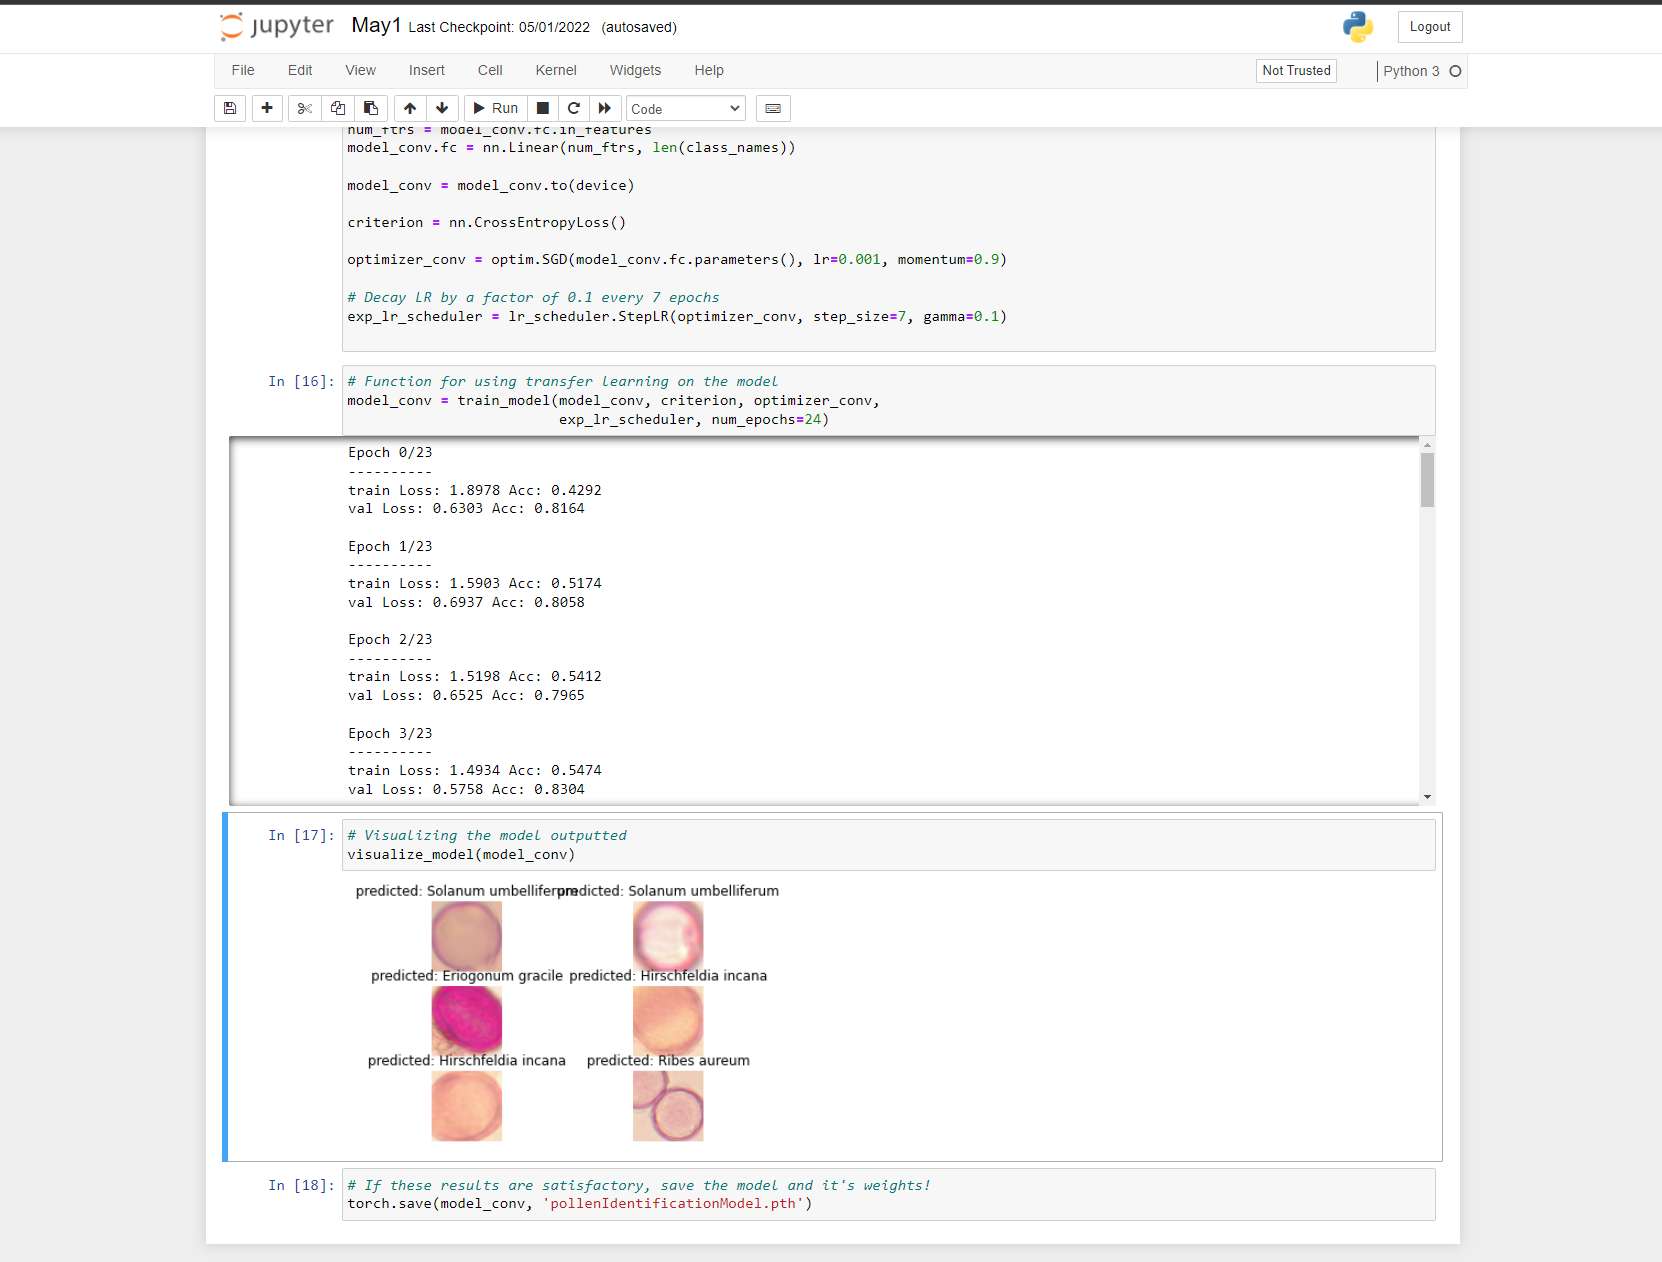 jupyter May1 Last Checkpoint: 05/01/2022 (autosaved) Logout
File Edit View Insert Cell Kernel Widgets Help Not Trusted Python 3
Run Code
num_ftrs = model_conv.fc.in_features
model_conv.fc = nn.Linear(num_ftrs, len(class_names))
model_conv = model_conv.to(device)
criterion = nn.CrossEntropyLoss()
optimizer_conv = optim.SGD(model_conv.fc.parameters(), lr=0.001, momentum=0.9)
# Decay LR by a factor of 0.1 every 7 epochs
exp_lr_scheduler = lr_scheduler.StepLR(optimizer_conv, step_size=7, gamma=0.1)
In [16]: # Function for using transfer learning on the model
model_conv = train_model(model_conv, criterion, optimizer_conv,
exp_lr_scheduler, num_epochs=24)
Epoch 0/23
----------
train Loss: 1.8978 Acc: 0.4292
val Loss: 0.6303 Acc: 0.8164
Epoch 1/23
----------
train Loss: 1.5903 Acc: 0.5174
val Loss: 0.6937 Acc: 0.8058
Epoch 2/23
----------
train Loss: 1.5198 Acc: 0.5412
val Loss: 0.6525 Acc: 0.7965
Epoch 3/23
----------
train Loss: 1.4934 Acc: 0.5474
val Loss: 0.5758 Acc: 0.8304
In [17]: # Visualizing the model outputted
visualize_model(model_conv)
predicted: Solanum umbelliferum predicted: Solanum umbelliferum
predicted: Eriogonum gracile predicted: Hirschfeldia incana
predicted: Hirschfeldia incana predicted: Ribes aureum
In [18]: # If these results are satisfactory, save the model and it's weights!
torch.save(model_conv, 'pollenIdentificationModel.pth')